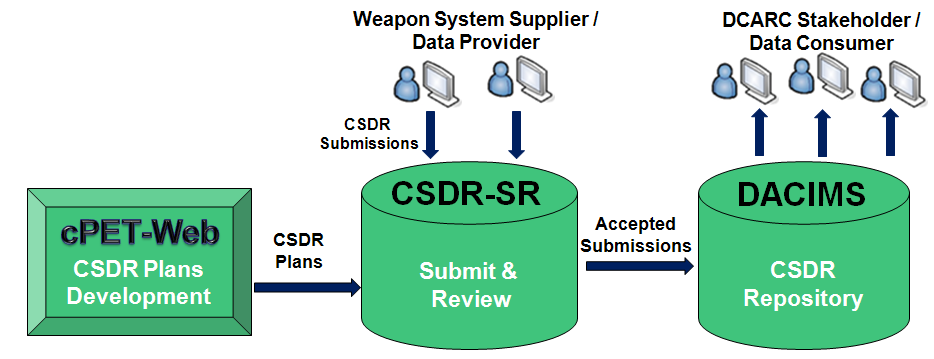 Weapon System Supplier /
Data Provider
DCARC Stakeholder /
Data Consumer
CSDR
Submissions
cPET-Web
CSDR Plans
Development
CSDR
Plans
CSDR-SR
Submit &
Review
Accepted
Submissions
DACIMS
CSDR
Repository